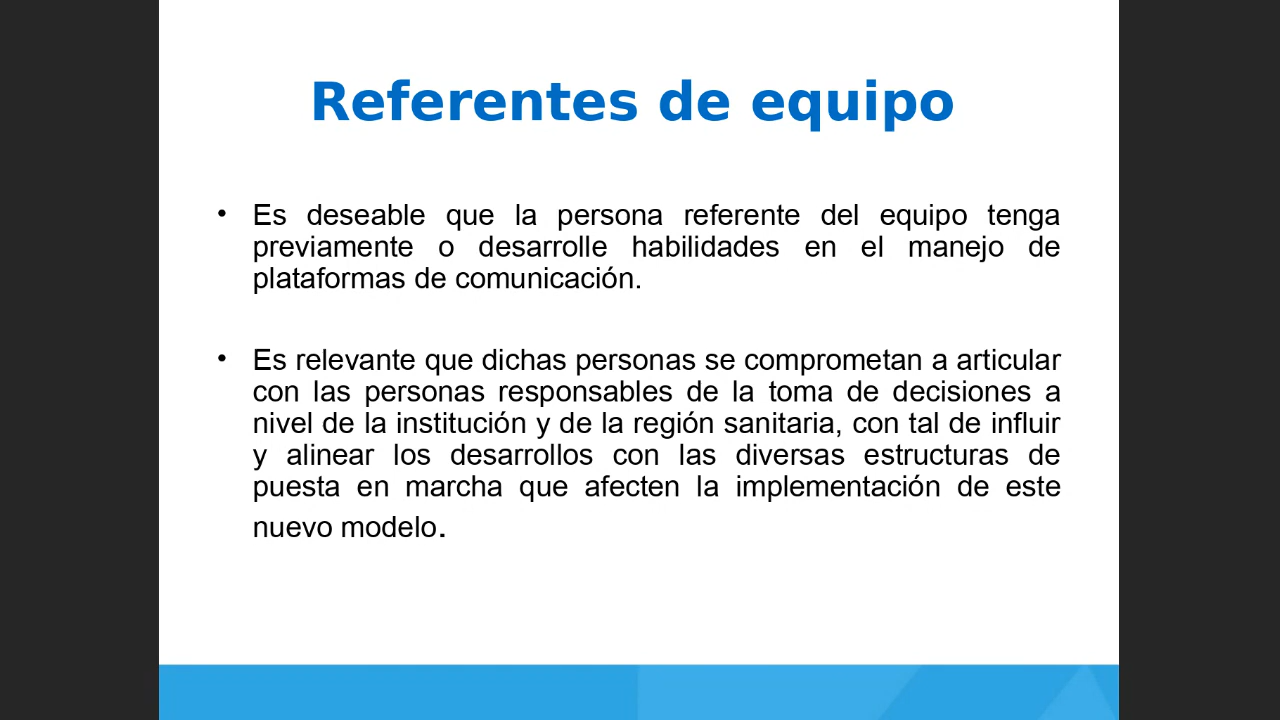 Referentes de equipo
• Es deseable que la persona referente del equipo tenga
previamente o desarrolle habilidades en el manejo de
plataformas de comunicación.
• Es relevante que dichas personas se comprometan a articular
con las personas responsables de la toma de decisiones a
nivel de la institución y de la región sanitaria, con tal de influir
y alinear los desarrollos con las diversas estructuras de
puesta en marcha que afecten la implementación de este
nuevo modelo.